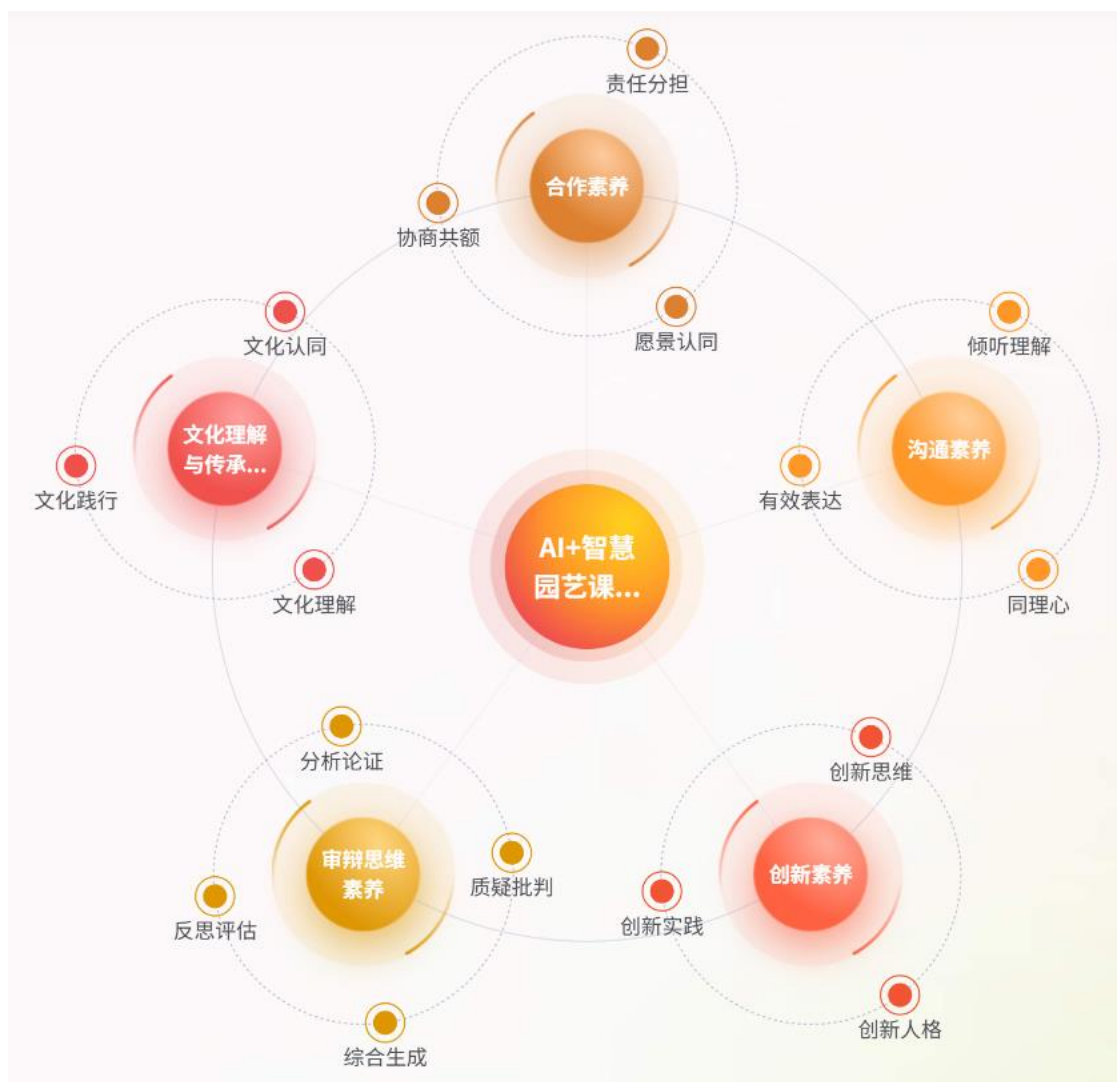 责任分担
合作素养
协商共额
愿景认同
文化认同
文化理解
与传承...
文化践行
文化理解
倾听理解
沟通素养
有效表达
同理心
AI+智慧
园艺课...
分析论证
审辩思维
素养
质疑批判
反思评估
综合生成
创新思维
创新素养
创新实践
创新人格